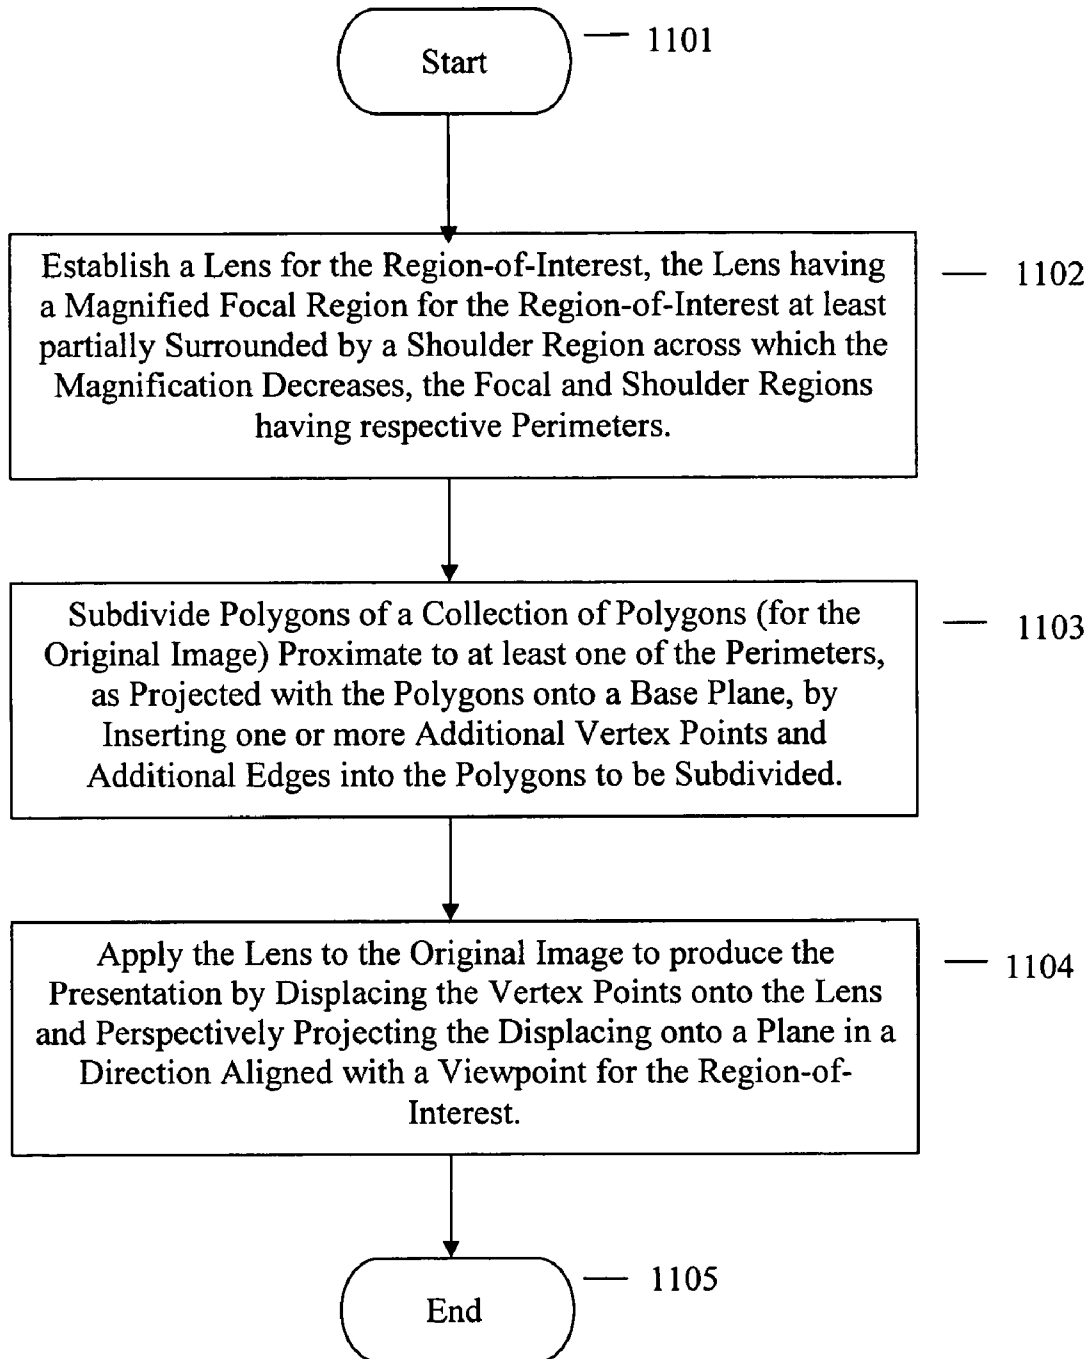 Start
1101
Establish a Lens for the Region-of-Interest, the Lens having
a Magnified Focal Region for the Region-of-Interest at least
partially Surrounded by a Shoulder Region across which the
Magnification Decreases, the Focal and Shoulder Regions
having respective Perimeters.
1102
Subdivide Polygons of a Collection of Polygons (for the
Original Image) Proximate to at least one of the Perimeters,
as Projected with the Polygons onto a Base Plane, by
Inserting one or more Additional Vertex Points and
Additional Edges into the Polygons to be Subdivided.
1103
Apply the Lens to the Original Image to produce the
Presentation by Displacing the Vertex Points onto the Lens
and Perspectively Projecting the Displacing onto a Plane in a
Direction Aligned with a Viewpoint for the Region-of-
Interest.
1104
End
1105